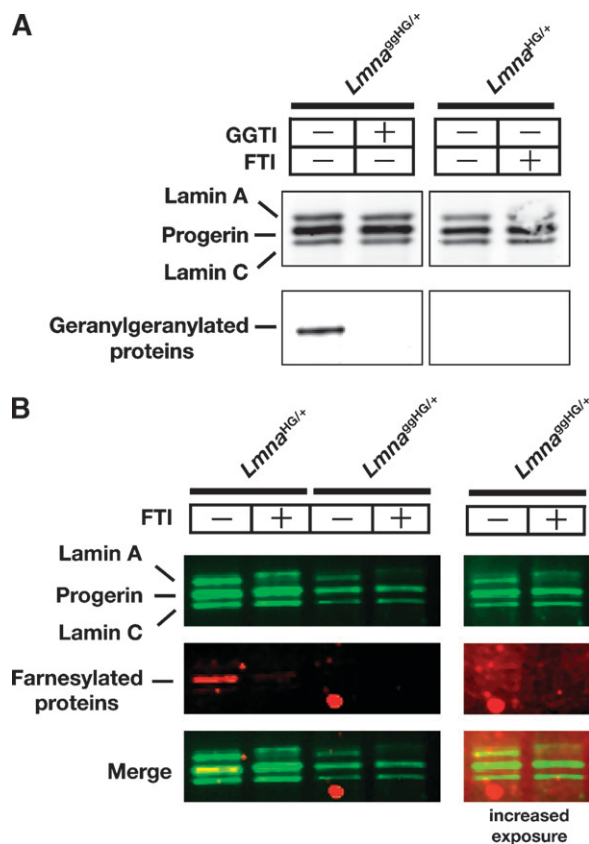 A
Lmna ggHG/+ Lmna HG/+
GGTI − + − −
FTI − − − +
Lamin A
Progerin
Lamin C
Geranylgeranylated
proteins
B
Lmna HG/+ Lmna ggHG/+ Lmna ggHG/+
FTI − + − + − +
Lamin A
Progerin
Lamin C
Farnesylated
proteins
Merge
increased
exposure